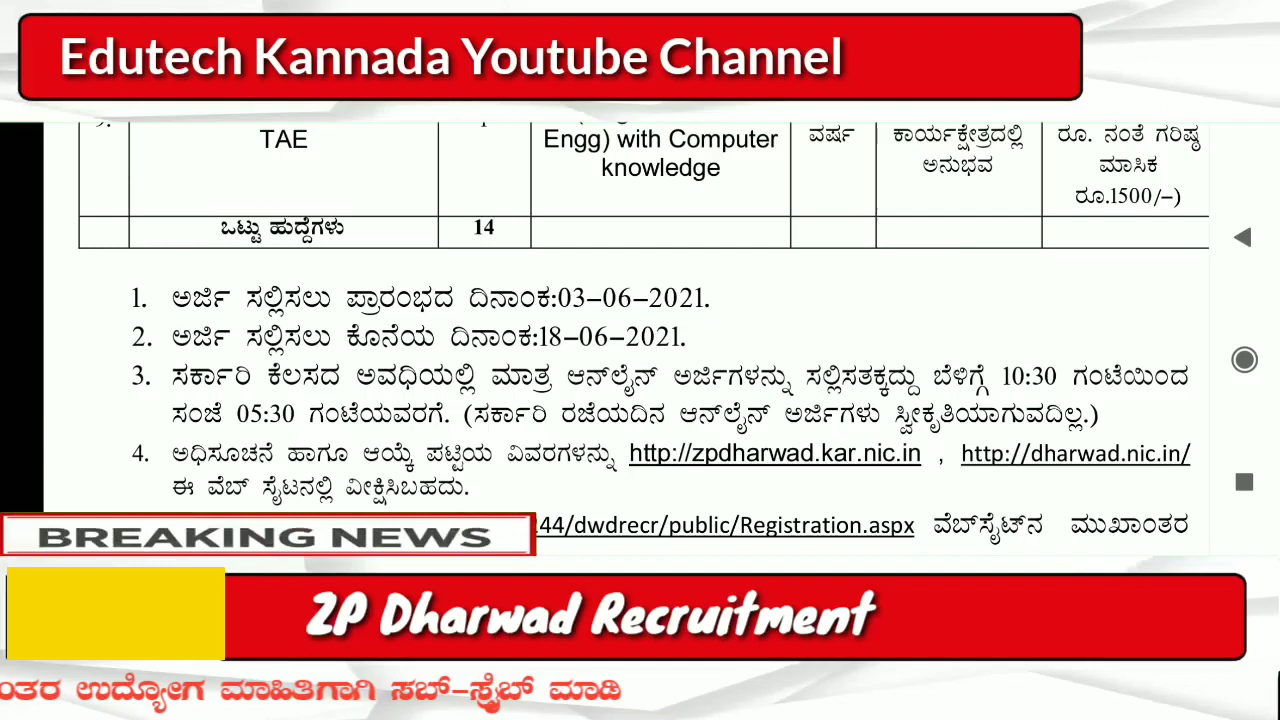 Edutech Kannada Youtube Channel
TAE
Engg) with Computer
knowledge
ವರ್ಷ
ಕಾರ್ಯಕ್ಷೇತ್ರದಲ್ಲಿ
ಅನುಭವ
ರೂ. ನಂತೆ ಗರಿಷ್ಠ
ಮಾಸಿಕ
ರೂ.1500/-)
ಒಟ್ಟು ಹುದ್ದೆಗಳು 14
1. ಅರ್ಜಿ ಸಲ್ಲಿಸಲು ಪ್ರಾರಂಭದ ದಿನಾಂಕ:03-06-2021.
2. ಅರ್ಜಿ ಸಲ್ಲಿಸಲು ಕೊನೆಯ ದಿನಾಂಕ:18-06-2021.
3. ಸರ್ಕಾರಿ ಕೆಲಸದ ಅವಧಿಯಲ್ಲಿ ಮಾತ್ರ ಆನ್‌ಲೈನ್ ಅರ್ಜಿಗಳನ್ನು ಸಲ್ಲಿಸತಕ್ಕದ್ದು ಬೆಳಿಗ್ಗೆ 10:30 ಗಂಟೆಯಿಂದ
ಸಂಜೆ 05:30 ಗಂಟೆಯವರಗೆ. (ಸರ್ಕಾರಿ ರಜೆಯದಿನ ಆನ್‌ಲೈನ್ ಅರ್ಜಿಗಳು ಸ್ವೀಕೃತಿಯಾಗುವದಿಲ್ಲ.)
4. ಅಧಿಸೂಚನೆ ಹಾಗೂ ಆಯ್ಕೆ ಪಟ್ಟಿಯ ವಿವರಗಳನ್ನು http://zpdharwad.kar.nic.in , http://dharwad.nic.in/
ಈ ವೆಬ್ ಸೈಟನಲ್ಲಿ ವೀಕ್ಷಿಸಿಬಹದು.
44/dwdrecr/public/Registration.aspx ವೆಬ್‌ಸೈಟ್‌ನ ಮುಖಾಂತರ
BREAKING NEWS
ZP Dharwad Recruitment
ಉದ್ಯೋಗ ಮಾಹಿತಿಗಾಗಿ ಸಬ್-ಸ್ಕ್ರೈಬ್ ಮಾಡಿ